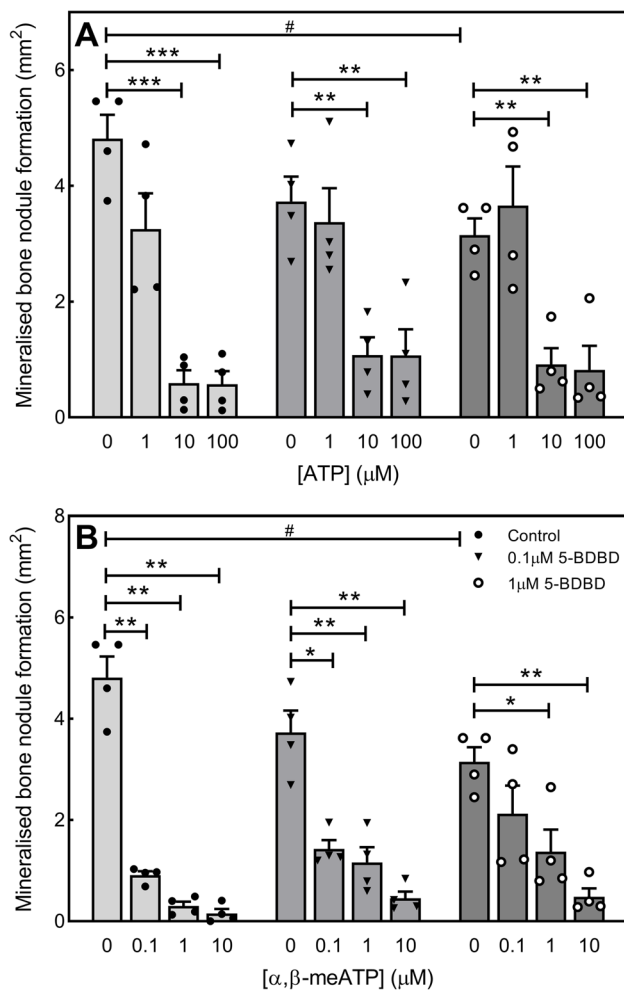 A
#
***
***
**
**
**
**
6
4
2
0
Mineralised bone nodule formation (mm²)
0 1 10 100 0 1 10 100 0 1 10 100
[ATP] (μM)
B
#
Control
0.1μM 5-BDBD
1μM 5-BDBD
**
**
**
**
**
*
**
*
8
6
4
2
0
Mineralised bone nodule formation (mm²)
0 0.1 1 10 0 0.1 1 10 0 0.1 1 10
[α,β-meATP] (μM)